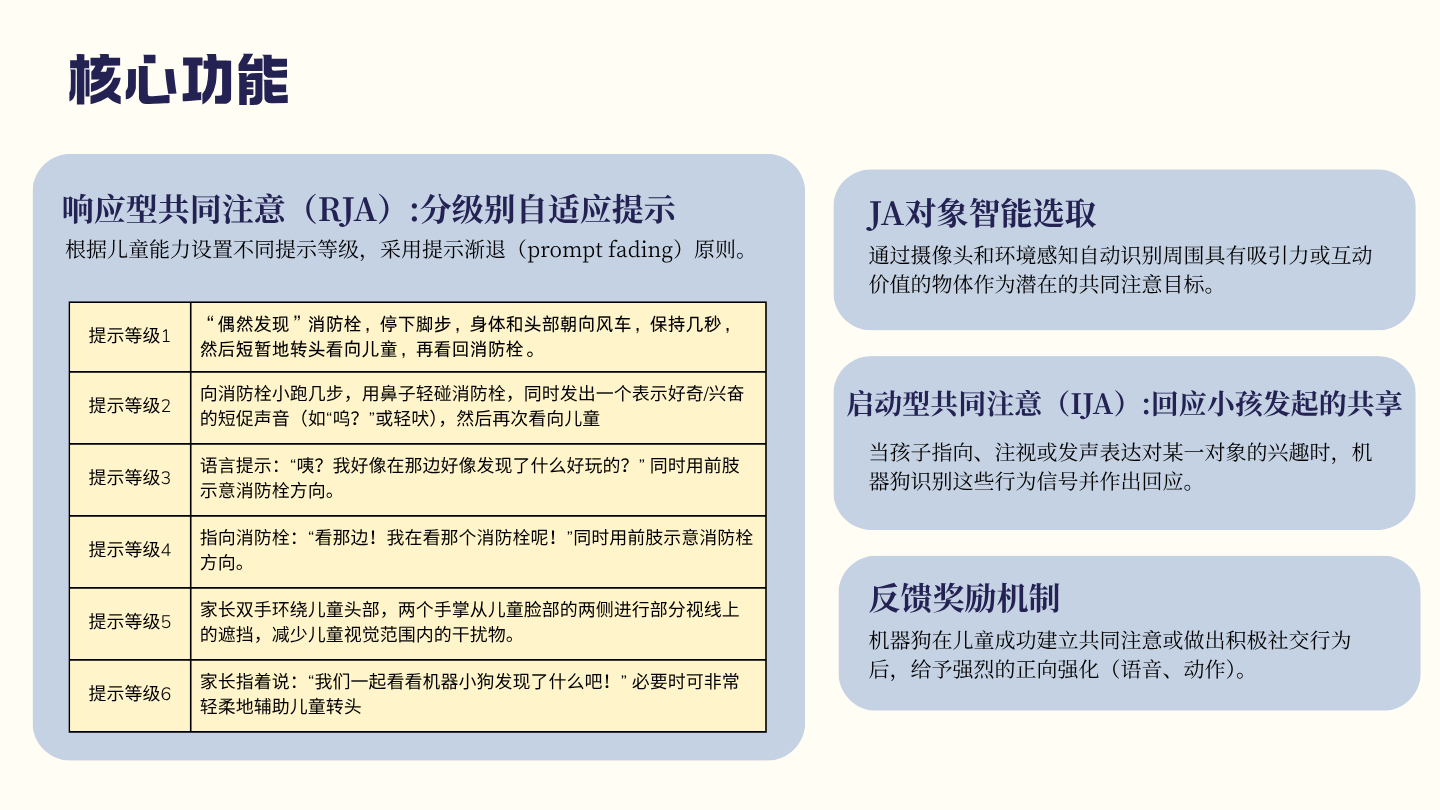 核心功能
响应型共同注意（RJA）:分级别自适应提示
根据儿童能力设置不同提示等级，采用提示渐退（prompt fading）原则。
提示等级1
“偶然发现”消防栓，停下脚步，身体和头部朝向风车，保持几秒，
然后短暂地转头看向儿童，再看回消防栓。
提示等级2
向消防栓小跑几步，用鼻子轻碰消防栓，同时发出一个表示好奇/兴奋
的短促声音（如“呜？”或轻吠），然后再次看向儿童
提示等级3
语言提示：“咦？我好像在那边好像发现了什么好玩的？” 同时用前肢
示意消防栓方向。
提示等级4
指向消防栓：“看那边！我在看那个消防栓呢！”同时用前肢示意消防栓
方向。
提示等级5
家长双手环绕儿童头部，两个手掌从儿童脸部的两侧进行部分视线上
的遮挡，减少儿童视觉范围内的干扰物。
提示等级6
家长指着说：“我们一起看看机器小狗发现了什么吧！” 必要时可非常
轻柔地辅助儿童转头
JA对象智能选取
通过摄像头和环境感知自动识别周围具有吸引力或互动
价值的物体作为潜在的共同注意目标。
启动型共同注意（IJA）:回应小孩发起的共享
当孩子指向、注视或发声表达对某一对象的兴趣时，机
器狗识别这些行为信号并作出回应。
反馈奖励机制
机器狗在儿童成功建立共同注意或做出积极社交行为
后，给予强烈的正向强化（语音、动作）。